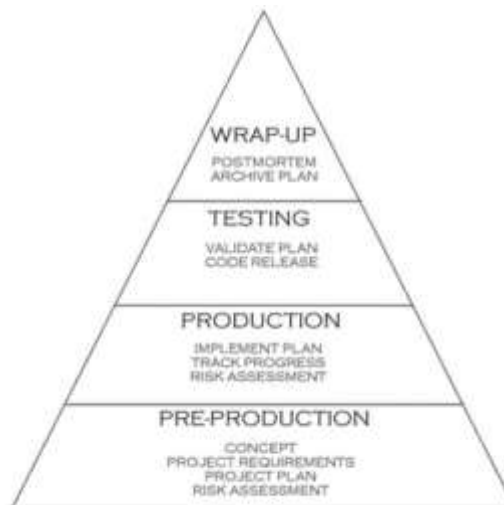 WRAP-UP
POSTMORTEM
ARCHIVE PLAN
TESTING
VALIDATE PLAN
CODE RELEASE
PRODUCTION
IMPLEMENT PLAN
TRACK PROGRESS
RISK ASSESSMENT
PRE-PRODUCTION
CONCEPT
PROJECT REQUIREMENTS
PROJECT PLAN
RISK ASSESSMENT